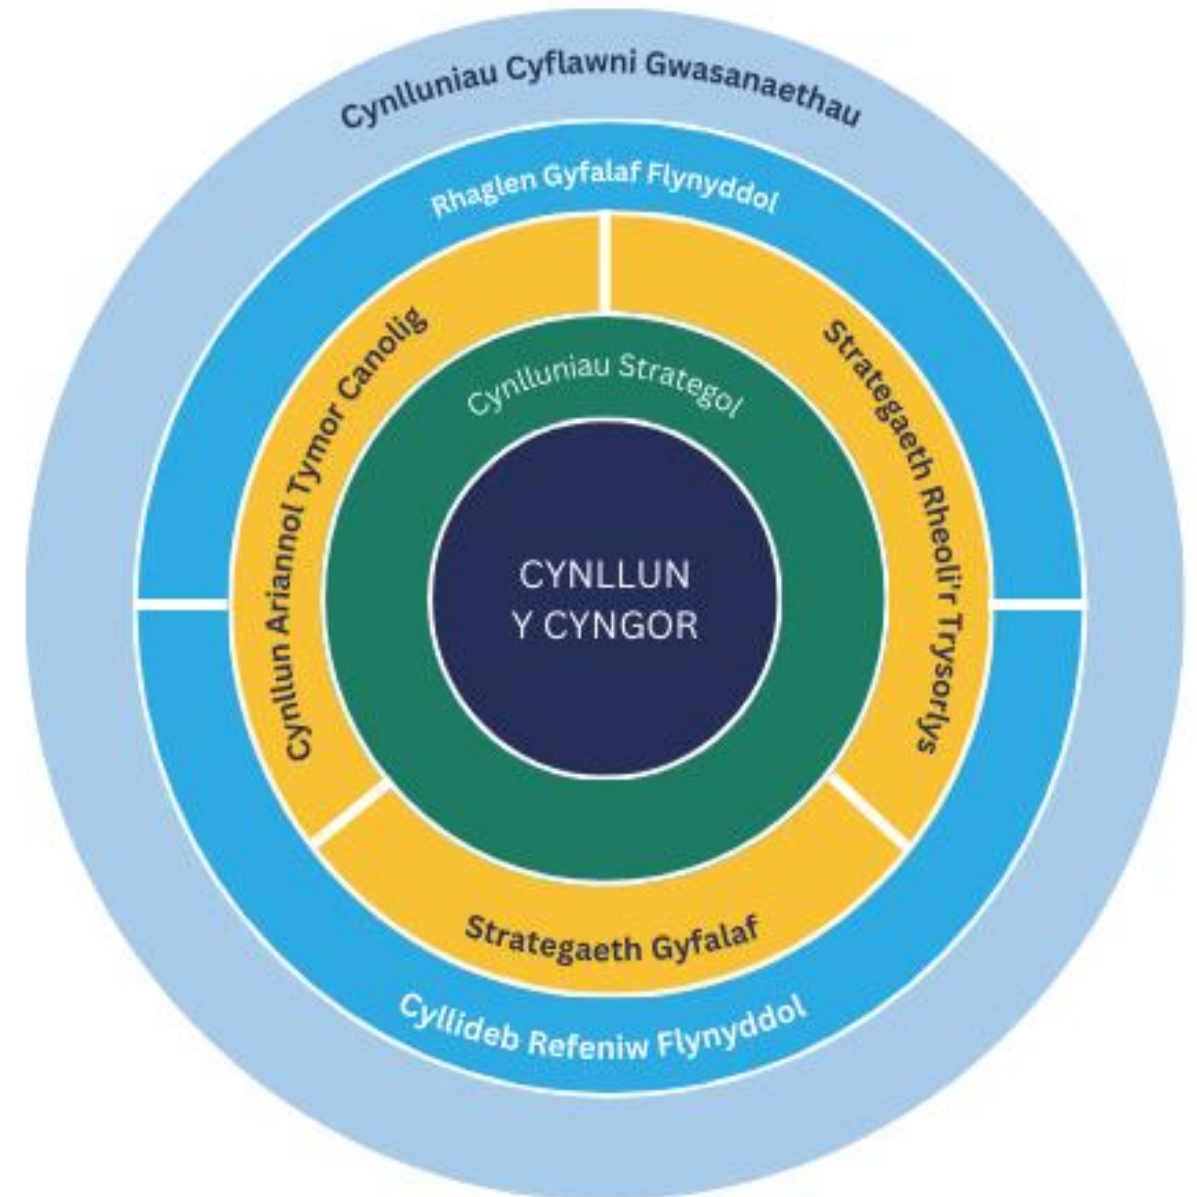 Cynlluniau Cyflawni Gwasanaethau
Rhaglen Gyfalaf Flynyddol
Cynllun Ariannol Tymor Canolig
Strategaeth Rheoli'r Trysorlys
Cynlluniau Strategol
CYNLLUN
Y CYNGOR
Strategaeth Gyfalaf
Cyllideb Refeniw Flynyddol